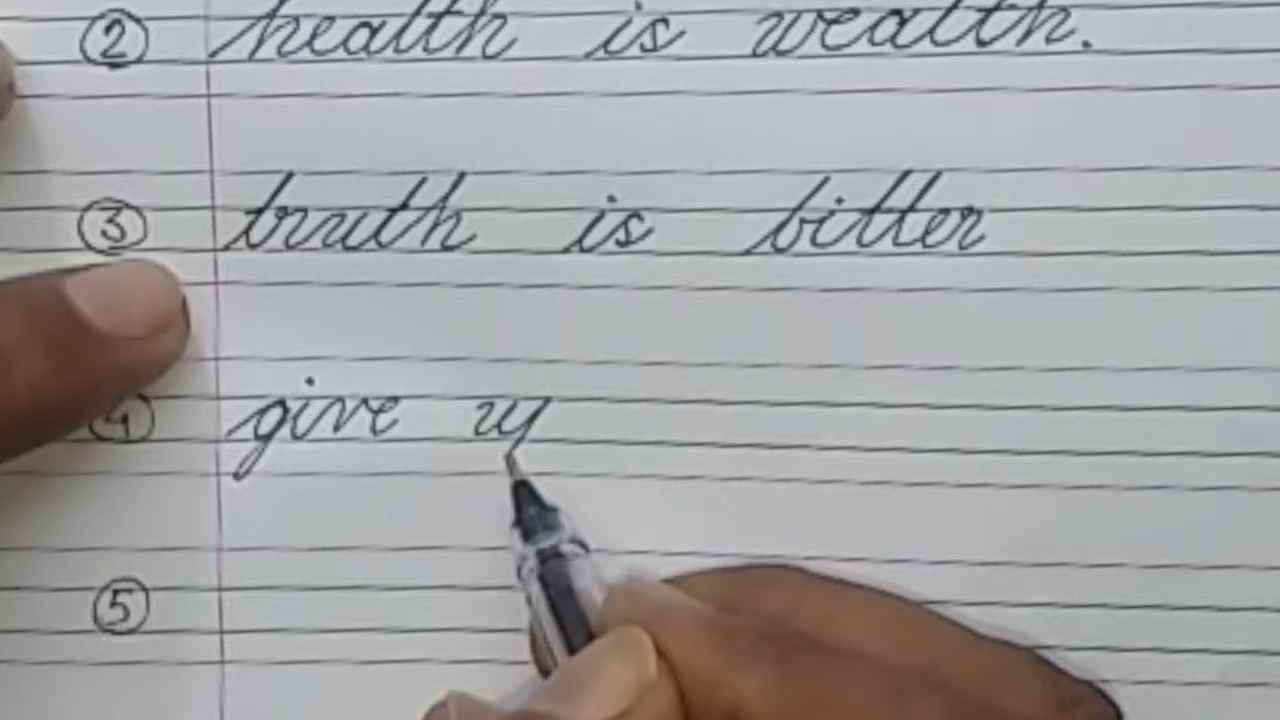 ② health is wealth.
③ truth is bitter
④ give
⑤